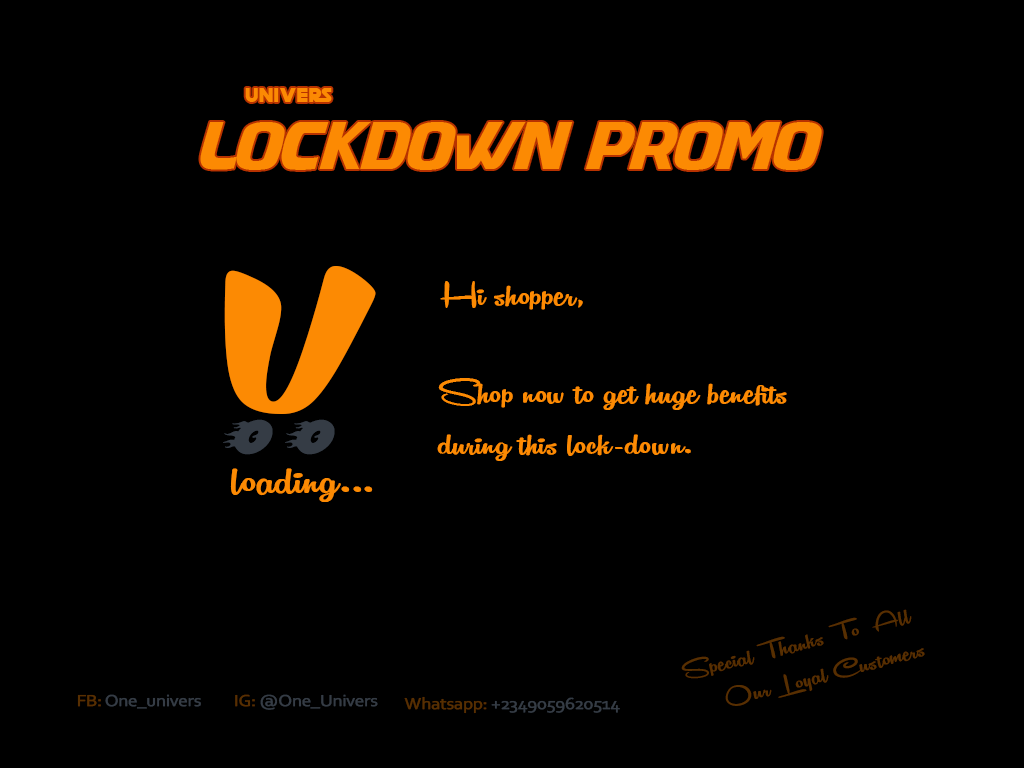 UNIVERS
LOCKDOWN PROMO
Hi shopper,
Shop now to get huge benefits
during this lock-down.
loading...
Special Thanks To All
Our Loyal Customers
FB: One_univers IG: @One_Univers Whatsapp: +2349059620514